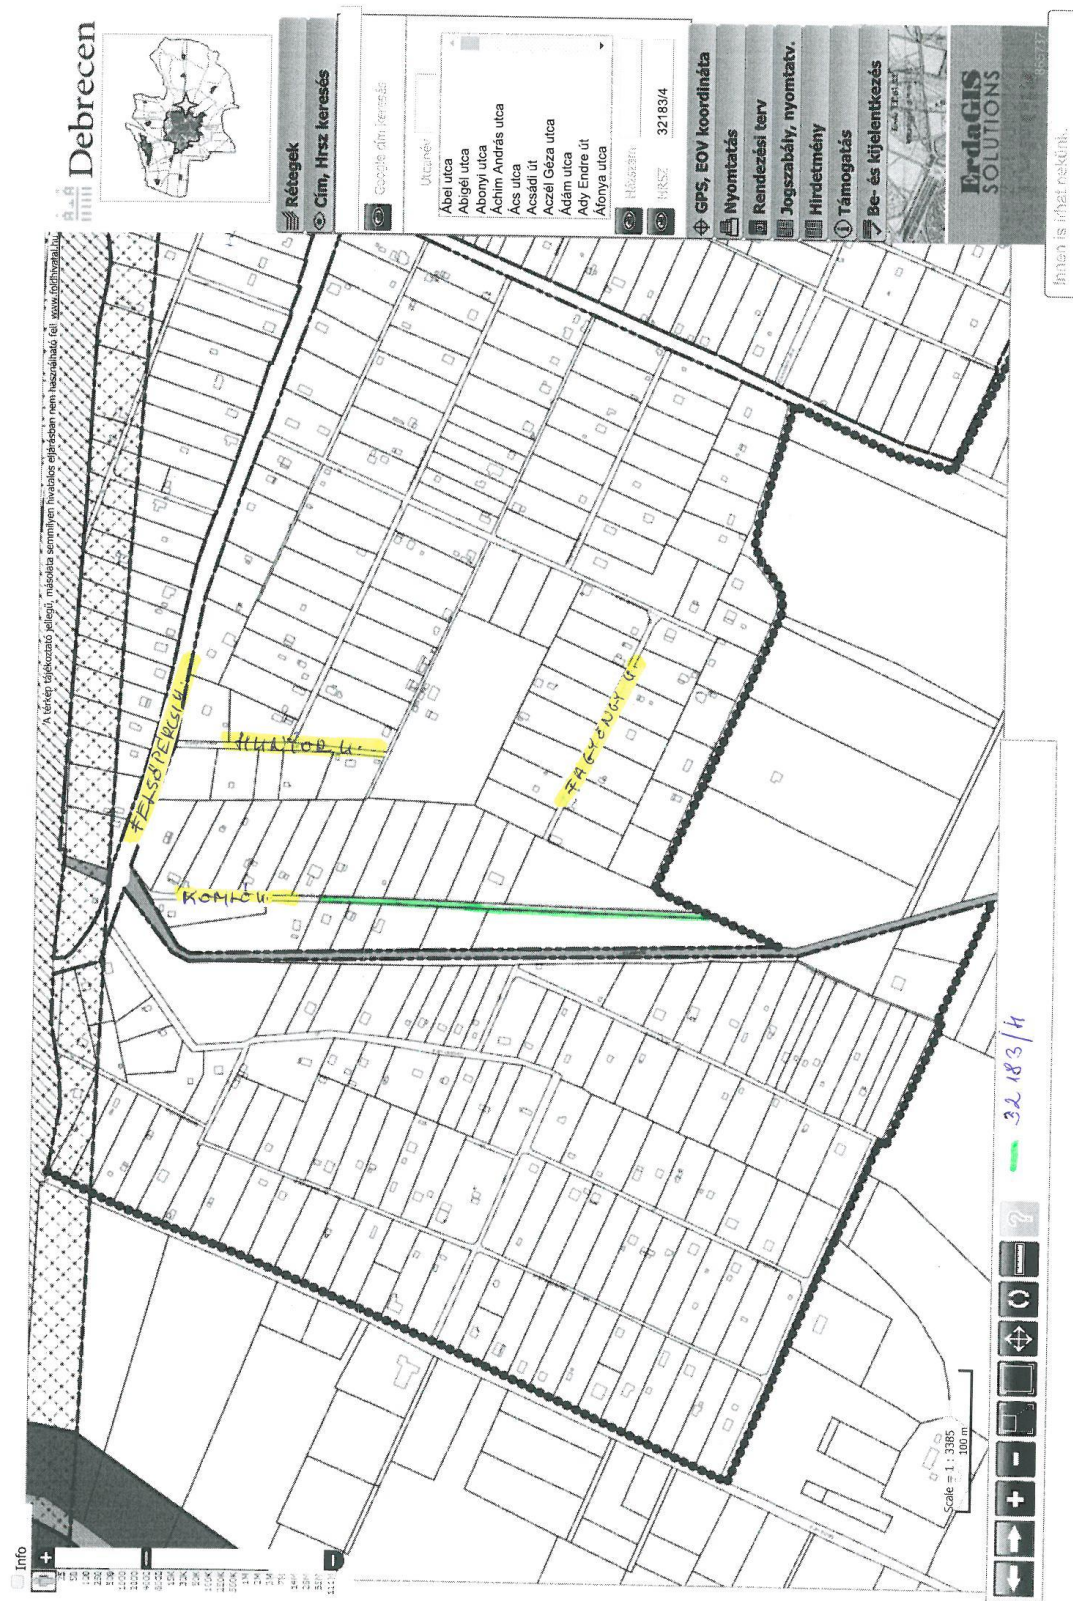 Info
A térkép tájékoztató jellegű, másolata semmilyen hivatalos eljárásban nem használható fel! www.foldhivatal.hu
FELSŐPERCSI U.
HUNYOR U.
KOMLÓ U.
FAGYÖNGY U.
Scale = 1 : 3385
100 m
32183/4
Debrecen
Rétegek
Cím, Hrsz keresés
Google cím keresés
Utcanév
Ábel utca
Abigél utca
Abonyi utca
Áchim András utca
Ács utca
Acsádi út
Aczél Géza utca
Ádám utca
Ady Endre út
Áfonya utca
Házszám
HRSZ
32183/4
GPS, EOV koordináta
Nyomtatás
Rendezési terv
Jogszabály, nyomtatv.
Hirdetmény
Támogatás
Be- és kijelentkezés
ErdaGIS
SOLUTIONS
Innen is írhat nekünk.